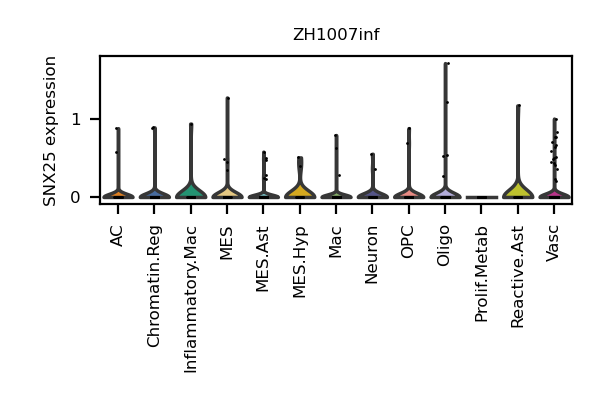 ZH1007inf
SNX25 expression
1
0
AC
Chromatin.Reg
Inflammatory.Mac
MES
MES.Ast
MES.Hyp
Mac
Neuron
OPC
Oligo
Prolif.Metab
Reactive.Ast
Vasc